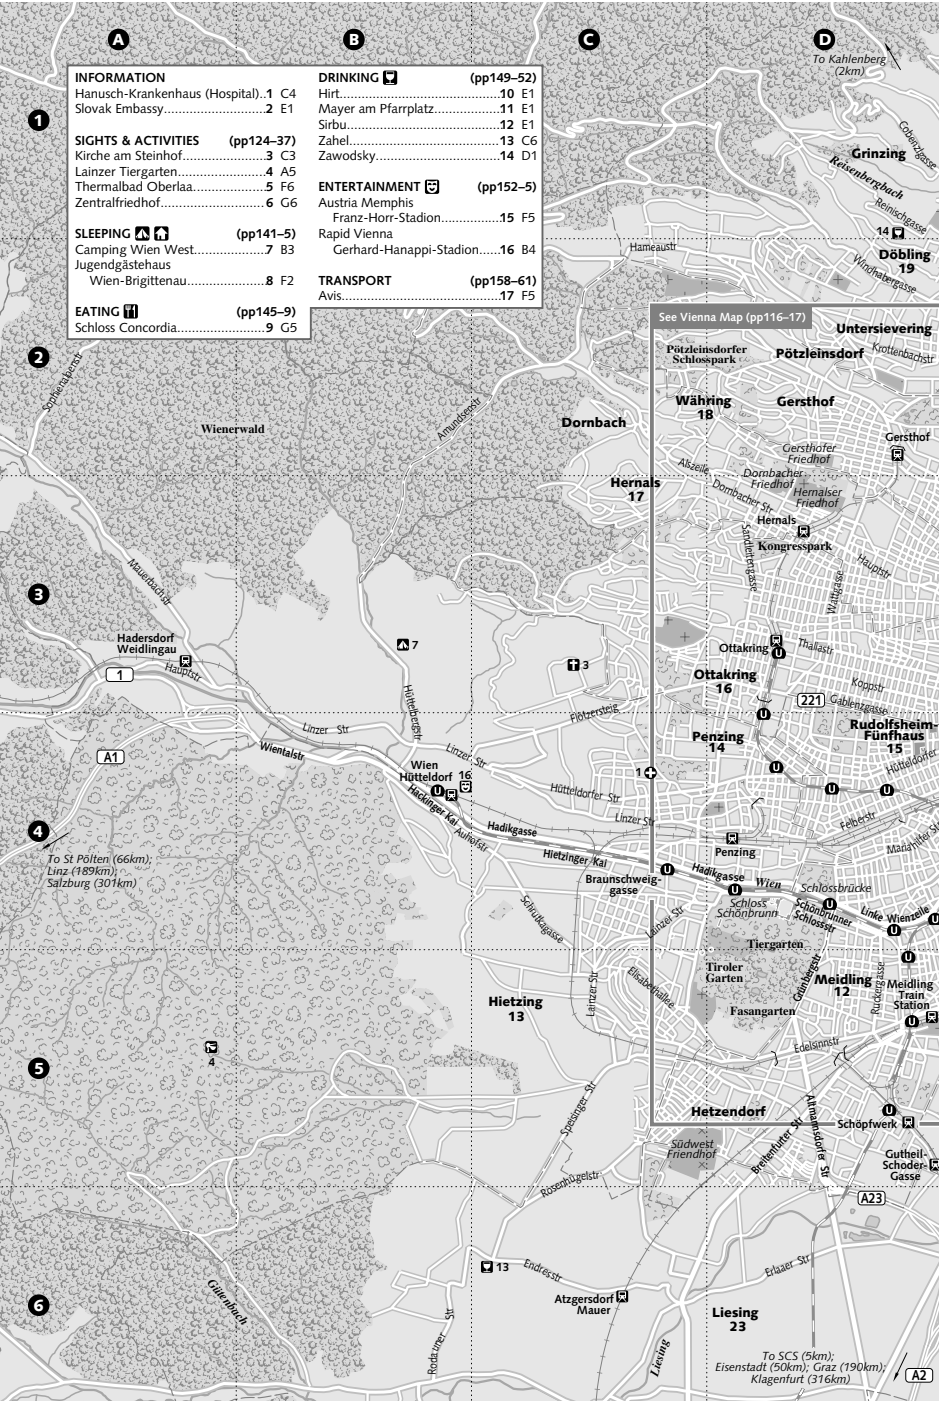 A
B
C
D
To Kahlenberg
(2km)
INFORMATION
Hanusch-Krankenhaus (Hospital)..1 C4
Slovak Embassy.........................2 E1
SIGHTS & ACTIVITIES (pp124–37)
Kirche am Steinhof.....................3 C3
Lainzer Tiergarten.......................4 A5
Thermalbad Oberlaa...................5 F6
Zentralfriedhof...........................6 G6
SLEEPING (pp141–5)
Camping Wien West..................7 B3
Jugendgästehaus
Wien-Brigittenau....................8 F2
EATING (pp145–9)
Schloss Concordia......................9 G5
DRINKING (pp149–52)
Hirt........................................10 E1
Mayer am Pfarrplatz................11 E1
Sirbu......................................12 E1
Zahel......................................13 C6
Zawodsky...............................14 D1
ENTERTAINMENT (pp152–5)
Austria Memphis
Franz-Horr-Stadion...............15 F5
Rapid Vienna
Gerhard-Hanappi-Stadion.....16 B4
TRANSPORT (pp158–61)
Avis........................................17 F5
1
Cobenzlgasse
Grinzing
Reisenbergbach
Reinischgasse
14
Hameaustr
Döbling
19
Windhabergasse
See Vienna Map (pp116–17)
Untersievering
Krottenbachstr
Pötzleinsdorfer
Schlosspark
Pötzleinsdorf
2
Sophienalpenstr
Wienerwald
Amundsenstr
Dornbach
Währing
18
Gersthof
Gersthof
Gersthofer
Friedhof
Alszeile
Dornbacher
Friedhof
Hernals
17
Dornbacher Str
Hernalser
Friedhof
Hernals
Kongresspark
Sandleitengasse
Hauptstr
Wattgasse
3
Mauerbachstr
Hadersdorf
Weidlingau
1
Hauptstr
7
3
Ottakring
U
Thaliastr
Ottakring
16
Koppstr
221
Gablenzgasse
Hüttelbergstr
Flötzersteig
U
Rudolfsheim-
Fünfhaus
15
Penzing
14
Linzer Str
Wientalstr
Linzer Str
A1
Wien
Hütteldorf
16
U
1
U
Hütteldorfer
Hütteldorfer Str
U
U
Hackinger Kai
Auhofstr
Linzer Str
Felberstr
Mariahilfer Str
4
Hadikgasse
Penzing
To St Pölten (66km);
Linz (189km);
Salzburg (301km)
Hietzinger Kai
Braunschweig-
gasse
U
Hadikgasse
Wien
U
Schlossbrücke
Schloss
Schönbrunn
U
Schönbrunner
Schlossstr
Linke Wienzeile
U
U
Schrutkagasse
Lainzer Str
Tiergarten
U
Tiroler
Garten
Grünbergstr
Meidling
12
Ruckergasse
Meidling
Train
Station
Elisabethallee
Lainzer Str
Hietzing
13
Fasangarten
U
4
5
Edelsinnstr
Speisinger Str
Hetzendorf
Altmannsdorfer Str
U
Schöpfwerk
Südwest
Friendhof
Breitenfurter Str
Gutheil-
Schoder-
Gasse
Rosenhügelstr
A23
13
Endresstr
Erlaaer Str
Gütenbach
6
Atzgersdorf
Mauer
Liesing
23
Rodauner Str
Liesing
To SCS (5km);
Eisenstadt (50km); Graz (190km);
Klagenfurt (316km)
A2